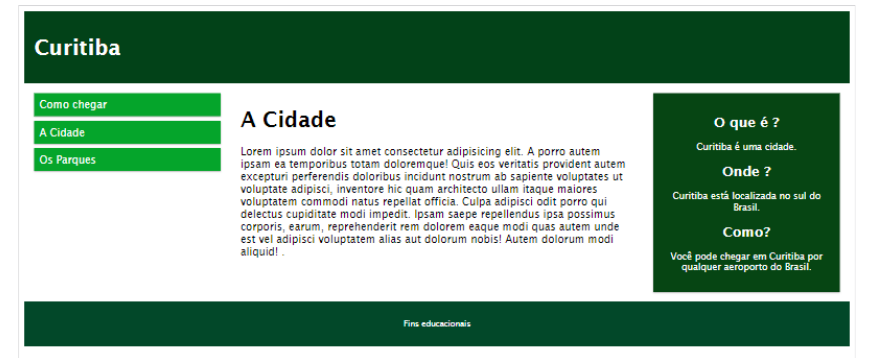 Curitiba
Como chegar
A Cidade
Os Parques
A Cidade
Lorem ipsum dolor sit amet consectetur adipisicing elit. A porro autem
ipsam ea temporibus totam doloremque! Quis eos veritatis provident autem
excepturi perferendis doloribus incidunt nostrum ab sapiente voluptates ut
voluptate adipisci, inventore hic quam architecto ullam itaque maiores
voluptatem commodi natus repellat officia. Culpa adipisci odit porro qui
delectus cupiditate modi impedit. Ipsam saepe repellendus ipsa possimus
corporis, earum, reprehenderit rem dolorem eaque modi quas autem unde
est vel adipisci voluptatem alias aut dolorum nobis! Autem dolorum modi
aliquid! .
O que é ?
Curitiba é uma cidade.
Onde ?
Curitiba está localizada no sul do
Brasil.
Como?
Você pode chegar em Curitiba por
qualquer aeroporto do Brasil.
Fins educacionais